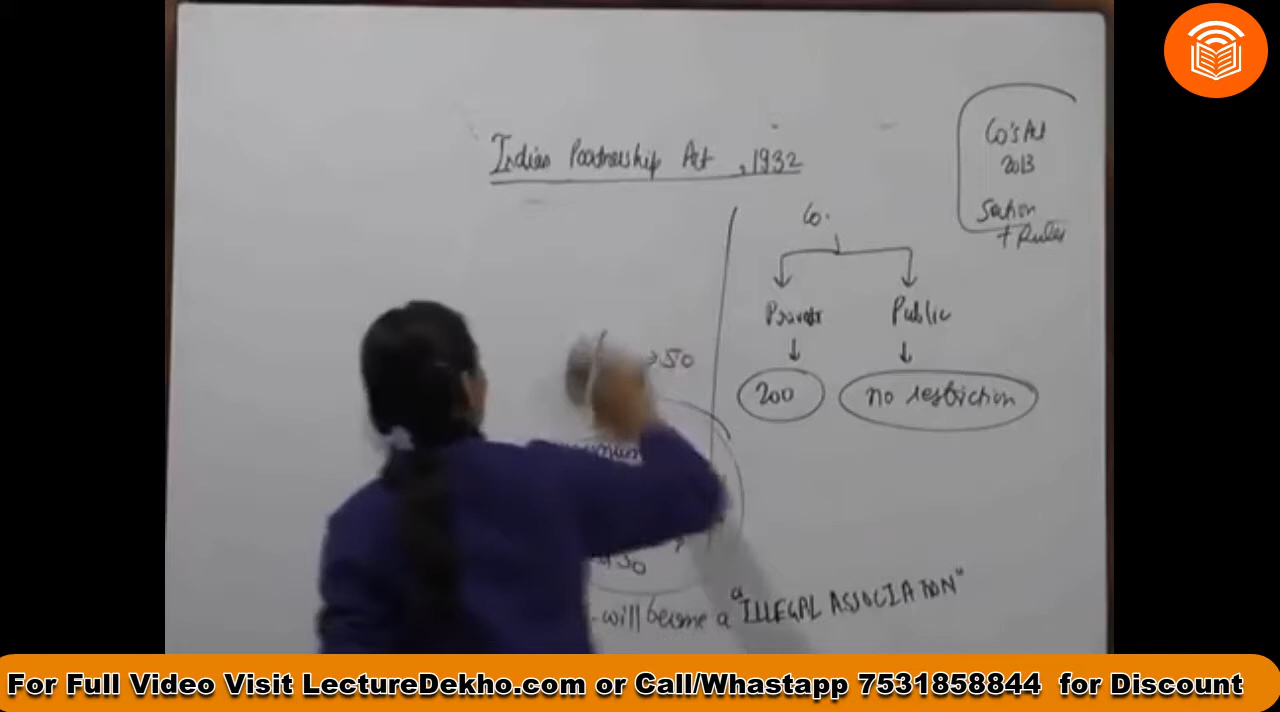 Indian Partnership Act, 1932
Co's Act
2013
Section
+ Rules
Co.
Private
Public
200
no restriction
50
50
will become a "ILLEGAL ASSOCIATION"
For Full Video Visit LectureDekho.com or Call/Whastapp 7531858844 for Discount